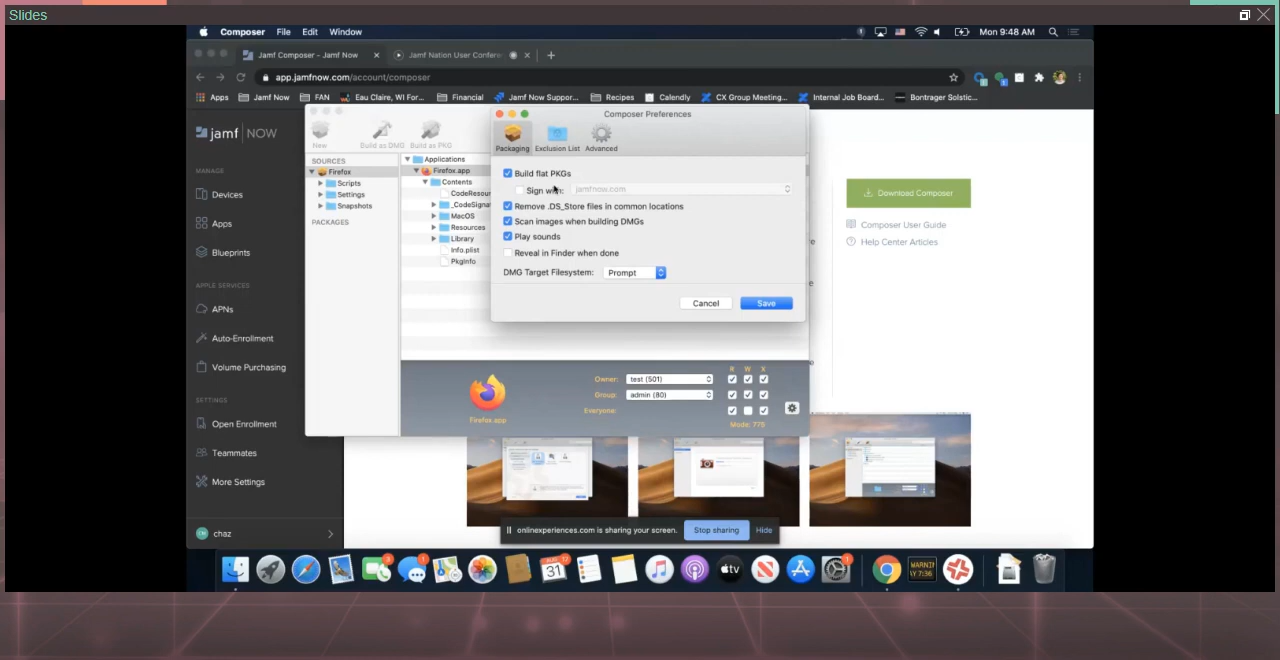 Slides
Composer File Edit Window
Mon 9:48 AM
Jamf Composer – Jamf Now
Jamf Nation User Confere
app.jamfnow.com/account/composer
Apps Jamf Now FAN Eau Claire, WI For... Financial Jamf Now Suppor... Recipes Calendly CX Group Meeting... Internal Job Board... Bontrager Solstic...
jamf NOW
MANAGE
Devices
Apps
Blueprints
APPLE SERVICES
APNs
Auto-Enrollment
Volume Purchasing
SETTINGS
Open Enrollment
Teammates
More Settings
chaz
New Build as DMG Build as PKG
SOURCES
Firefox
Scripts
Settings
Snapshots
PACKAGES
Applications
Firefox.app
Contents
CodeResour
_CodeSignat
MacOS
Resources
Library
Info.plist
PkgInfo
Composer Preferences
Packaging Exclusion List Advanced
Build flat PKGs
Sign with: jamfnow.com
Remove .DS_Store files in common locations
Scan images when building DMGs
Play sounds
Reveal in Finder when done
DMG Target Filesystem: Prompt
Cancel Save
Firefox.app
R W X
Owner: test (501)
Group: admin (80)
Everyone:
Mode: 775
Download Composer
Composer User Guide
Help Center Articles
onlinexperiences.com is sharing your screen. Stop sharing Hide
31
tv
WARNIN